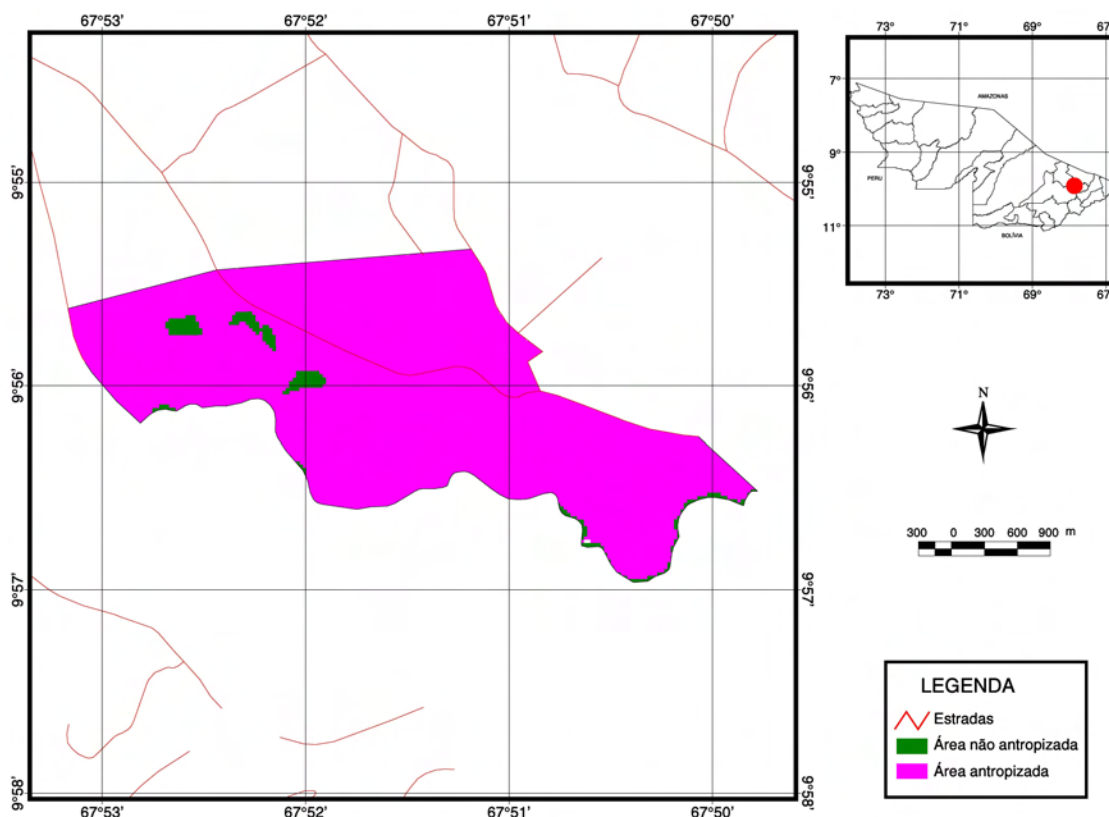 67°53' 67°52' 67°51' 67°50'
9°55' 9°55'
9°56' 9°56'
9°57' 9°57'
9°58' 9°58'
67°53' 67°52' 67°51' 67°50'
73° 71° 69° 67
7°
9°
11°
AMAZONAS
PERU
BOLÍVIA
73° 71° 69° 67
N
300 0 300 600 900 m
LEGENDA
Estradas
Área não antropizada
Área antropizada